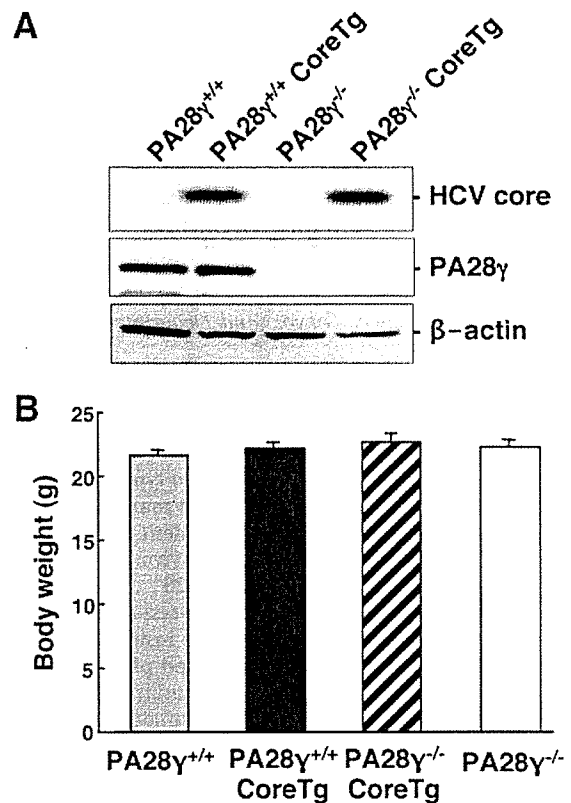 A
PA28γ+/+
PA28γ+/+ CoreTg
PA28γ-/-
PA28γ-/- CoreTg
HCV core
PA28γ
β-actin
B
Body weight (g)
25
20
15
10
5
0
PA28γ+/+
PA28γ+/+ CoreTg
PA28γ-/- CoreTg
PA28γ-/-